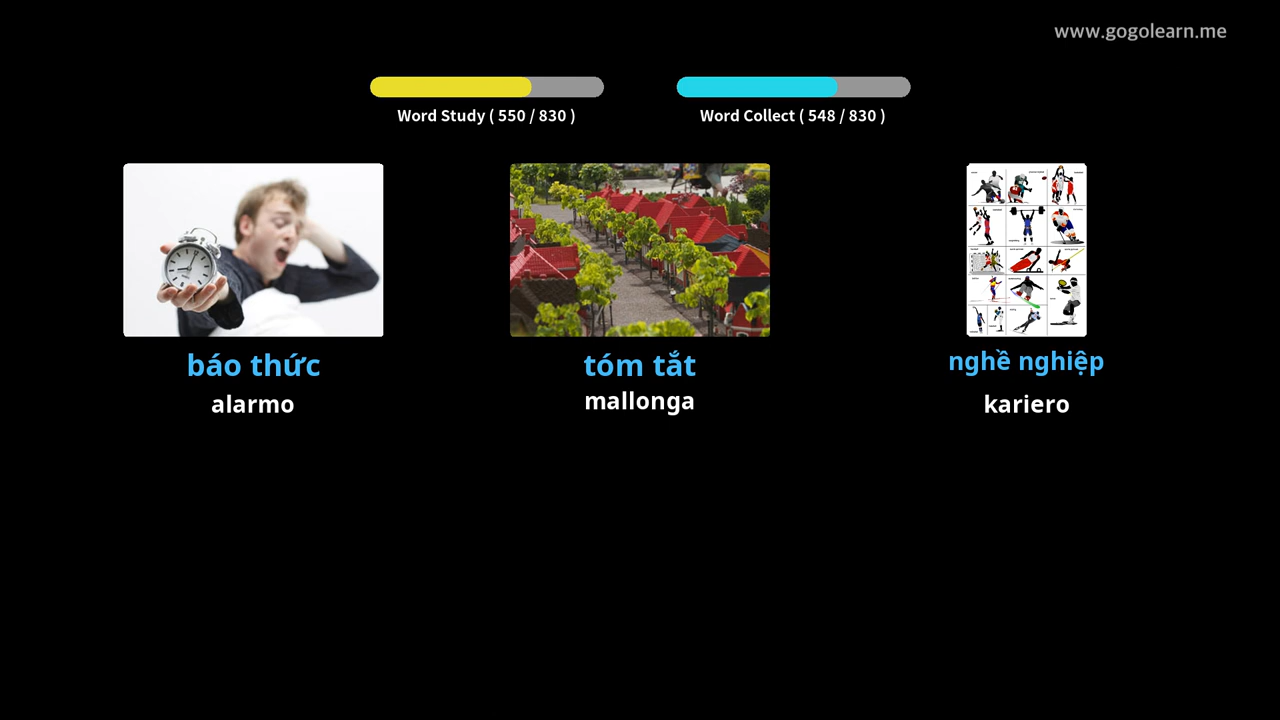 www.gogolearn.me
Word Study ( 550 / 830 )
Word Collect ( 548 / 830 )
báo thức
tóm tắt
nghề nghiệp
alarmo
mallonga
kariero